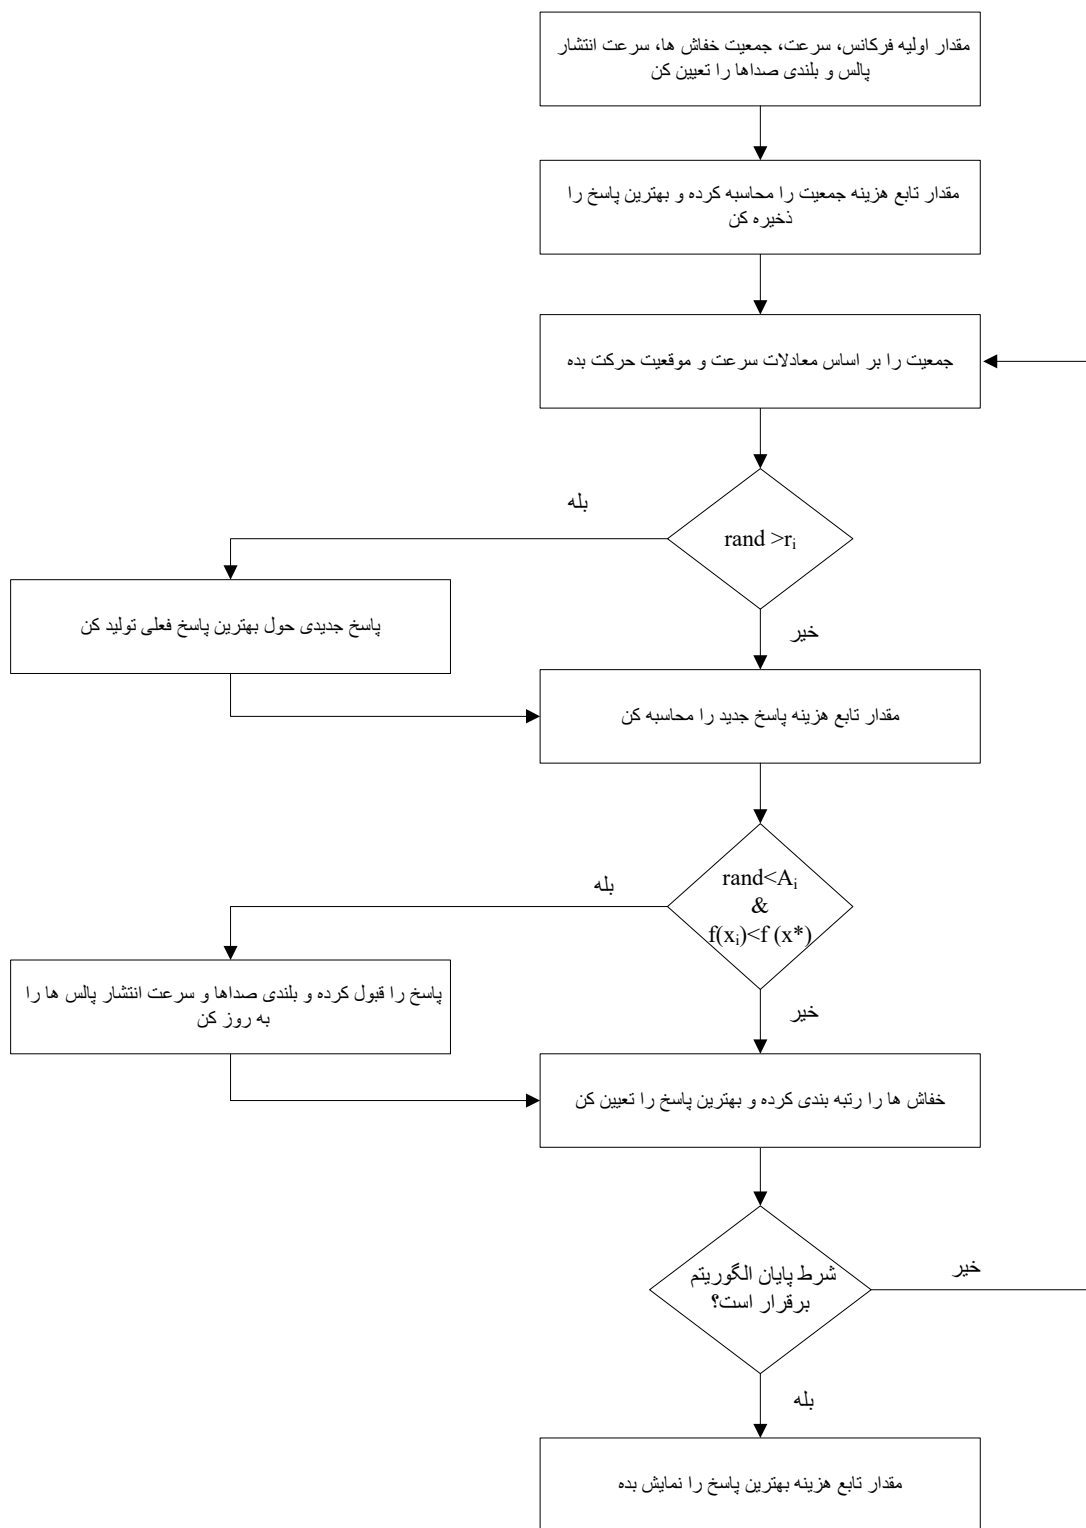 مقدار اولیه فرکانس، سرعت، جمعیت خفاش ها، سرعت انتشار
پالس و بلندی صداها را تعیین کن
مقدار تابع هزینه جمعیت را محاسبه کرده و بهترین پاسخ را
ذخیره کن
جمعیت را بر اساس معادلات سرعت و موقعیت حرکت بده
بله
rand >rᵢ
پاسخ جدیدی حول بهترین پاسخ فعلی تولید کن
خیر
مقدار تابع هزینه پاسخ جدید را محاسبه کن
بله
rand<Aᵢ
&
f(xᵢ)<f (x*)
پاسخ را قبول کرده و بلندی صداها و سرعت انتشار پالس ها را
به روز کن
خیر
خفاش ها را رتبه بندی کرده و بهترین پاسخ را تعیین کن
شرط پایان الگوریتم
برقرار است؟
خیر
بله
مقدار تابع هزینه بهترین پاسخ را نمایش بده